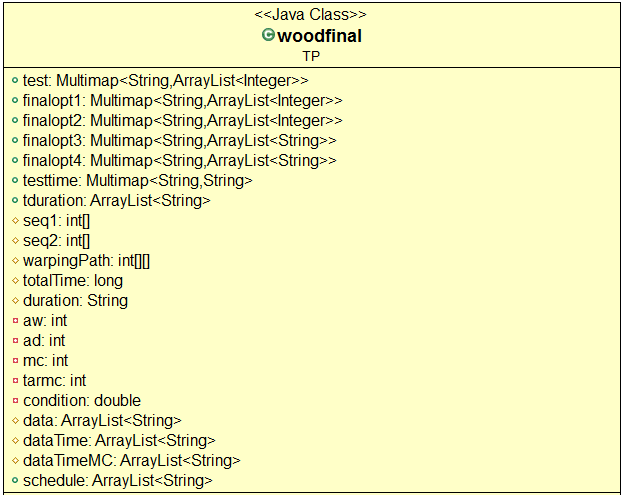 <<Java Class>>
C woodfinal
TP
test: Multimap<String,ArrayList<Integer>>
finalopt1: Multimap<String,ArrayList<Integer>>
finalopt2: Multimap<String,ArrayList<Integer>>
finalopt3: Multimap<String,ArrayList<String>>
finalopt4: Multimap<String,ArrayList<String>>
testtime: Multimap<String,String>
tduration: ArrayList<String>
seq1: int[]
seq2: int[]
warpingPath: int[][]
totalTime: long
duration: String
aw: int
ad: int
mc: int
tarmc: int
condition: double
data: ArrayList<String>
dataTime: ArrayList<String>
dataTimeMC: ArrayList<String>
schedule: ArrayList<String>